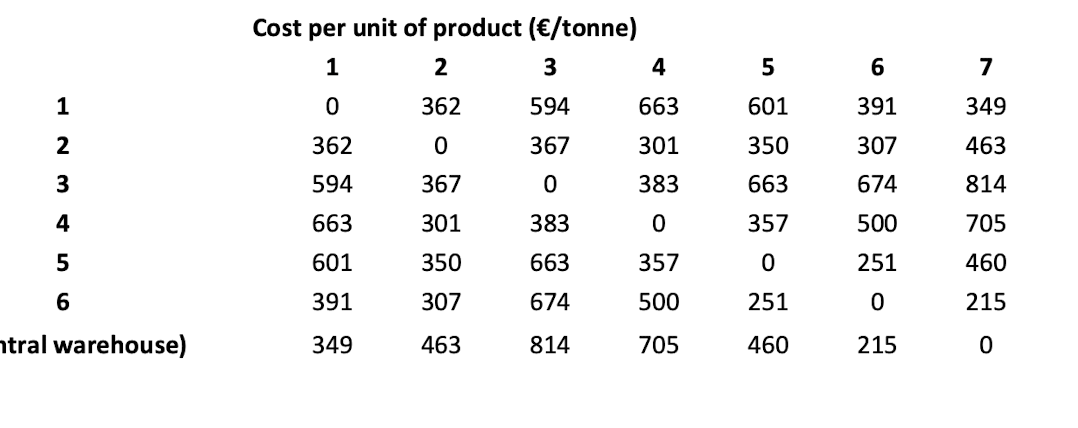 Cost per unit of product (€/tonne)
1 2 3 4 5 6 7
1 0 362 594 663 601 391 349
2 362 0 367 301 350 307 463
3 594 367 0 383 663 674 814
4 663 301 383 0 357 500 705
5 601 350 663 357 0 251 460
6 391 307 674 500 251 0 215
ntral warehouse) 349 463 814 705 460 215 0